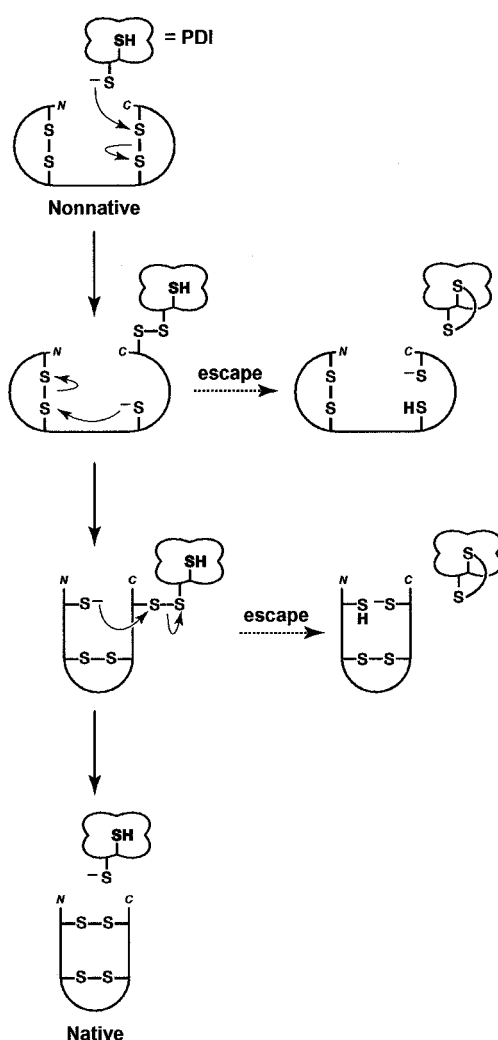 SH = PDI
−S
N C
S S
S S
Nonnative
SH
S−S
N C
S −S
S
escape
S
S
N C
S −S
S HS
SH
N C
S− S−S
S−S
escape
S
S
N C
S S
H
S−S
SH
−S
N C
S−S
S−S
Native